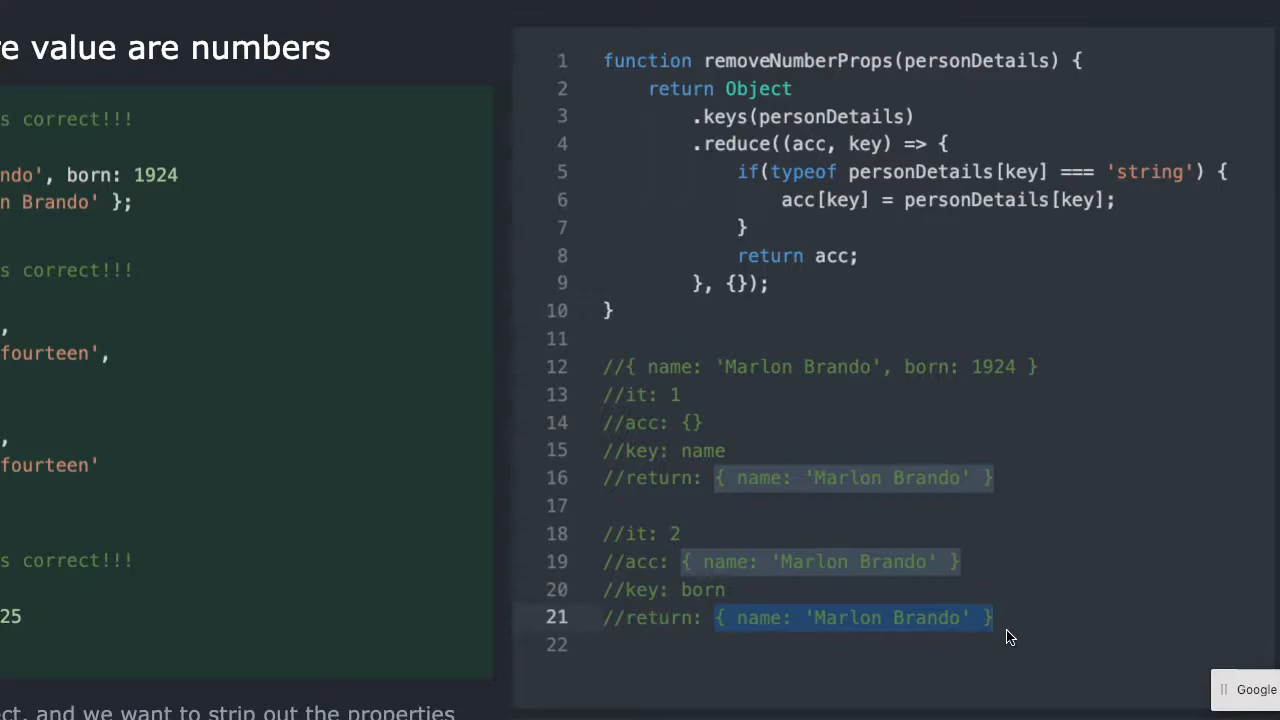 re value are numbers
s correct!!!
ndo', born: 1924
n Brando' };
s correct!!!
,
fourteen',
,
fourteen'
s correct!!!
25
ct, and we want to strip out the properties
1 function removeNumberProps(personDetails) {
2 return Object
3 .keys(personDetails)
4 .reduce((acc, key) => {
5 if(typeof personDetails[key] === 'string') {
6 acc[key] = personDetails[key];
7 }
8 return acc;
9 }, {});
10 }
11
12 //{ name: 'Marlon Brando', born: 1924 }
13 //it: 1
14 //acc: {}
15 //key: name
16 //return: { name: 'Marlon Brando' }
17
18 //it: 2
19 //acc: { name: 'Marlon Brando' }
20 //key: born
21 //return: { name: 'Marlon Brando' }
22
Google